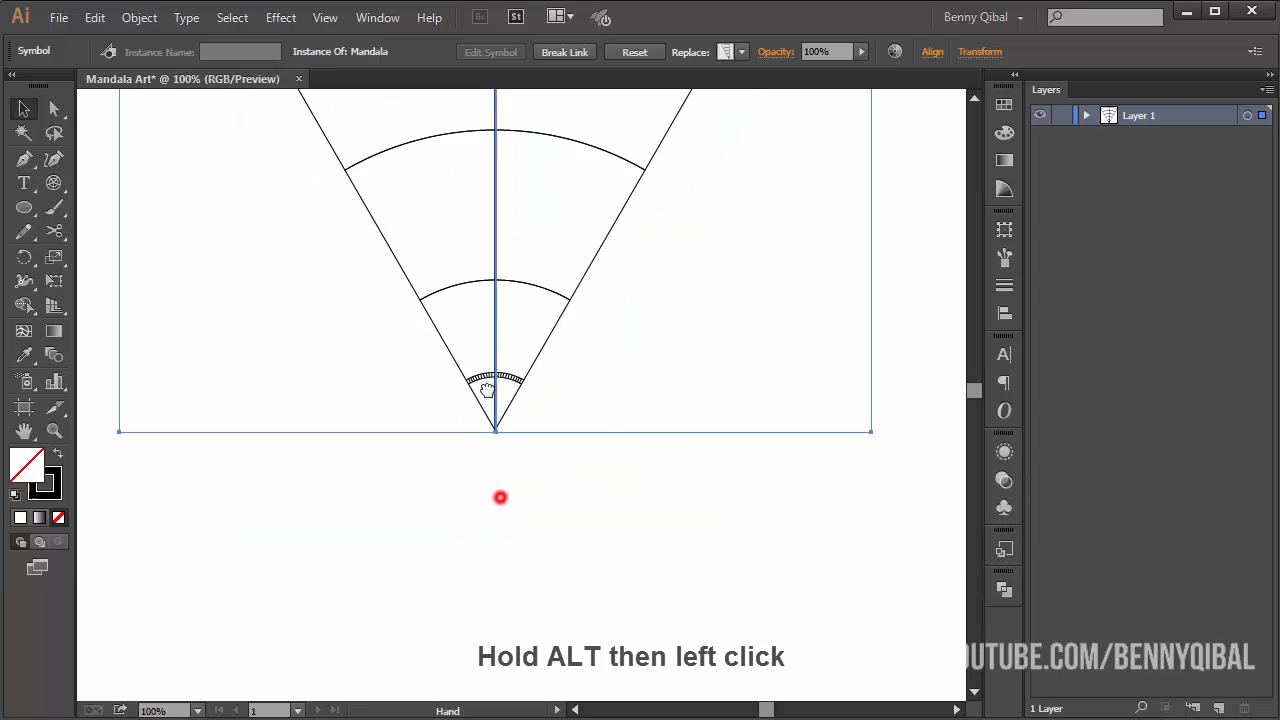 Ai File Edit Object Type Select Effect View Window Help Br St Benny Qibal
Symbol Instance Name: Instance Of: Mandala Edit Symbol Break Link Reset Replace: Opacity: 100% Align Transform
Mandala Art* @ 100% (RGB/Preview)
Layers
Layer 1
Hold ALT then left click
OUTUBE.COM/BENNYQIBAL
100% 1 Hand 1 Layer